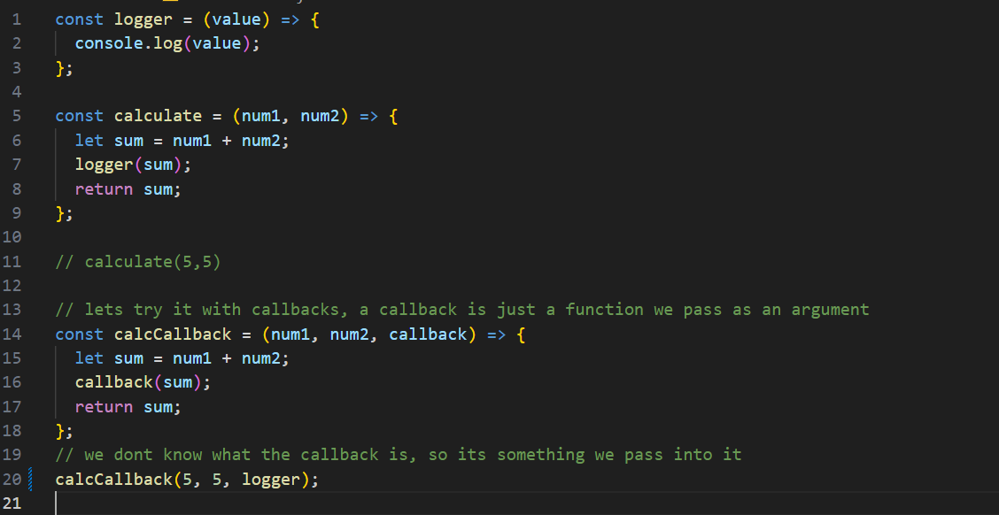 1 const logger = (value) => {
2 console.log(value);
3 };
4
5 const calculate = (num1, num2) => {
6 let sum = num1 + num2;
7 logger(sum);
8 return sum;
9 };
10
11 // calculate(5,5)
12
13 // lets try it with callbacks, a callback is just a function we pass as an argument
14 const calcCallback = (num1, num2, callback) => {
15 let sum = num1 + num2;
16 callback(sum);
17 return sum;
18 };
19 // we dont know what the callback is, so its something we pass into it
20 calcCallback(5, 5, logger);
21